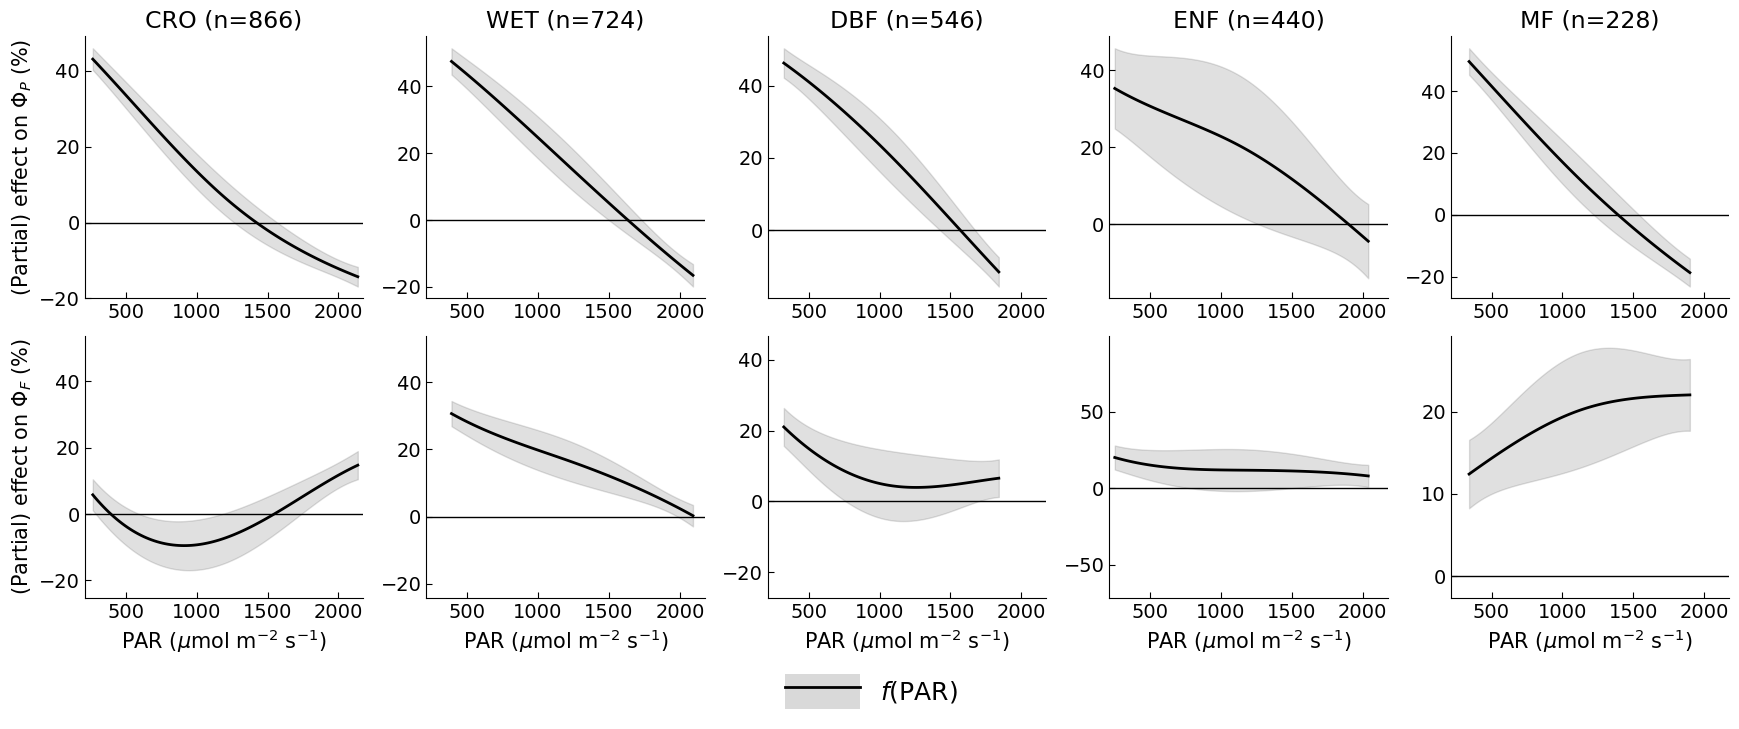 CRO (n=866) WET (n=724) DBF (n=546) ENF (n=440) MF (n=228)
(Partial) effect on Φ_P (%)
40 20 0 −20
40 20 0 −20
40 20 0
40 20 0
40 20 0 −20
500 1000 1500 2000 500 1000 1500 2000 500 1000 1500 2000 500 1000 1500 2000 500 1000 1500 2000
(Partial) effect on Φ_F (%)
40 20 0 −20
40 20 0 −20
40 20 0 −20
50 0 −50
20 10 0
500 1000 1500 2000 500 1000 1500 2000 500 1000 1500 2000 500 1000 1500 2000 500 1000 1500 2000
PAR (μmol m⁻² s⁻¹) PAR (μmol m⁻² s⁻¹) PAR (μmol m⁻² s⁻¹) PAR (μmol m⁻² s⁻¹) PAR (μmol m⁻² s⁻¹)
f(PAR)